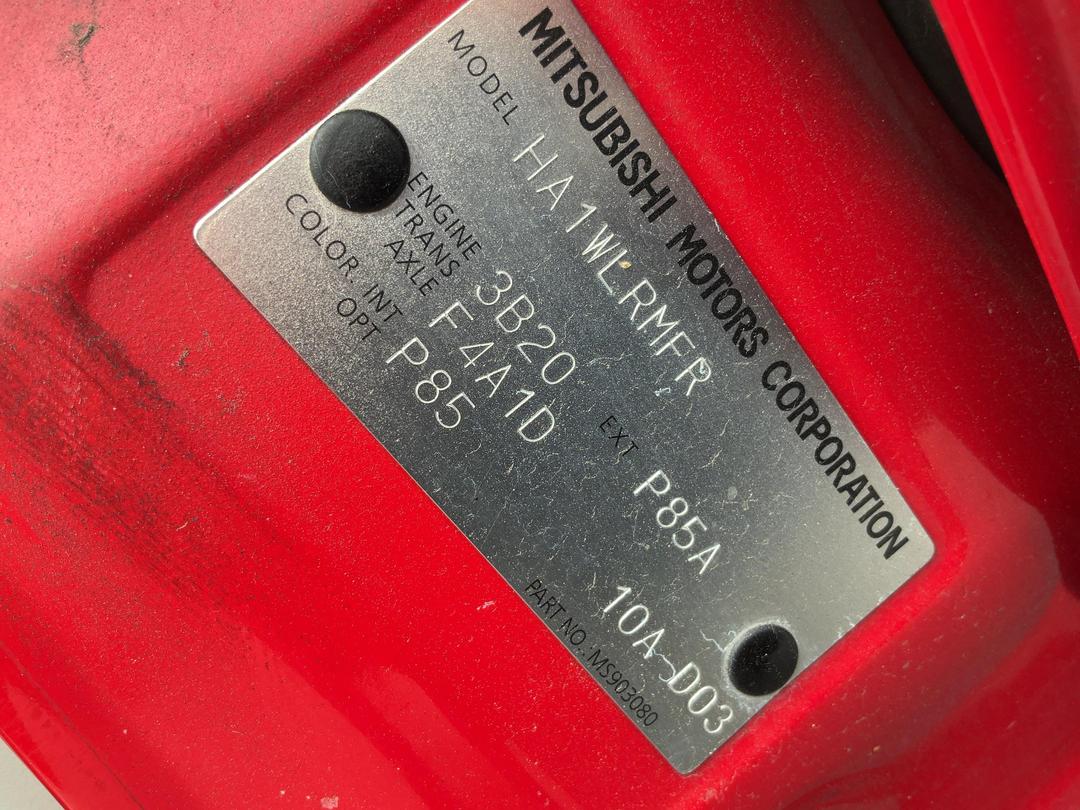 MITSUBISHI MOTORS CORPORATION
MODEL HA1WLRMFR
ENGINE 3B20 EXT P85A
TRANS AXLE F4A1D
COLOR. INT OPT P85 10A D03
PART NO.:MS903080